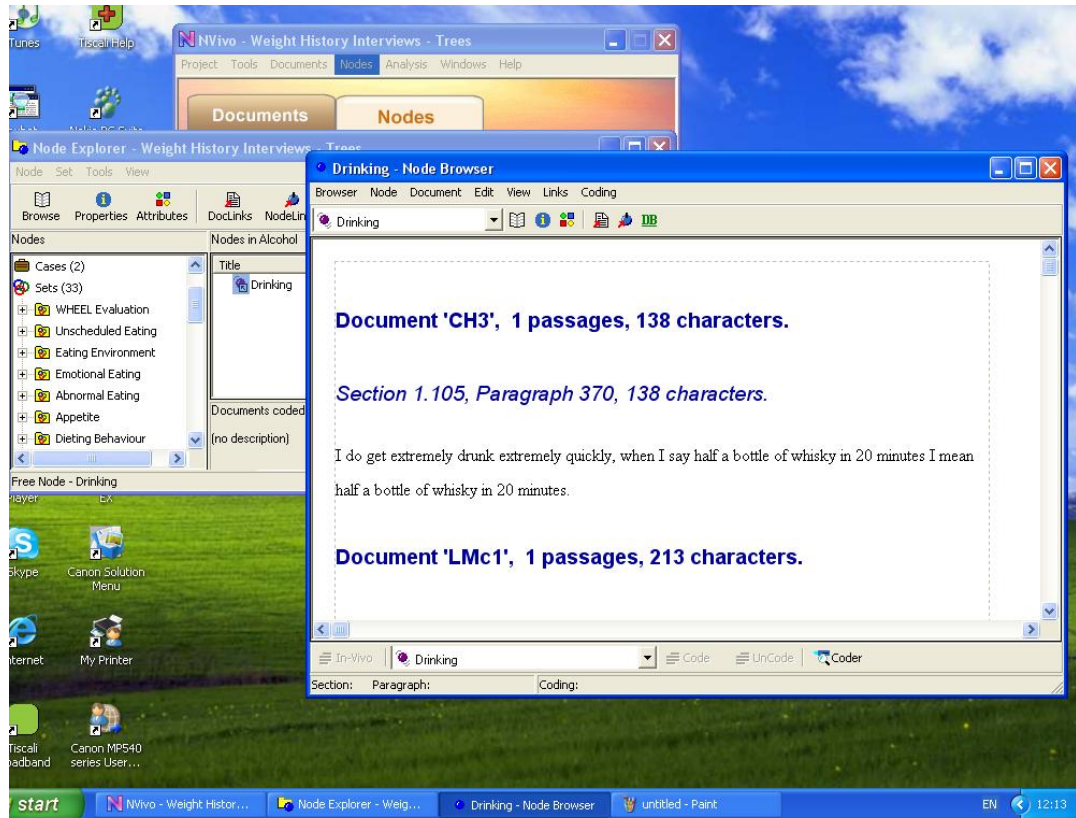 Tunes
Tiscali Help
NVivo - Weight History Interviews - Trees
Project Tools Documents Nodes Analysis Windows Help
Documents Nodes
Node Explorer - Weight History Interviews - Trees
Node Set Tools View
Browse Properties Attributes DocLinks NodeLin
Nodes
Nodes in Alcohol
Cases (2)
Title
Sets (33)
Drinking
WHEEL Evaluation
Unscheduled Eating
Eating Environment
Emotional Eating
Abnormal Eating
Appetite
Dieting Behaviour
Documents coded
(no description)
Free Node - Drinking
Drinking - Node Browser
Browser Node Document Edit View Links Coding
Drinking
DB
Document 'CH3', 1 passages, 138 characters.
Section 1.105, Paragraph 370, 138 characters.
I do get extremely drunk extremely quickly, when I say half a bottle of whisky in 20 minutes I mean
half a bottle of whisky in 20 minutes.
Document 'LMc1', 1 passages, 213 characters.
In-Vivo Drinking Code UnCode Coder
Section: Paragraph: Coding:
Player EX
Skype
Canon Solution
Menu
nternet
My Printer
Tiscali
oadband
Canon MP540
series User...
start NVivo - Weight Histor... Node Explorer - Weig... Drinking - Node Browser untitled - Paint EN 12:13